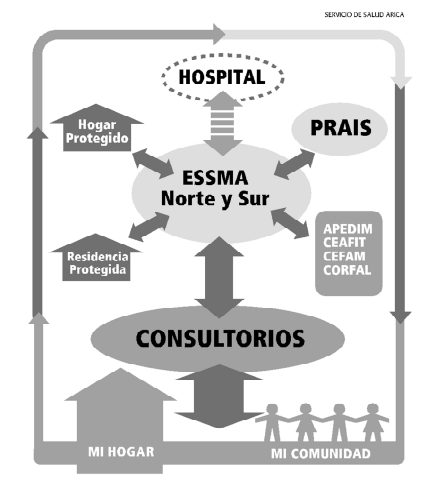 SERVICIO DE SALUD ARICA
HOSPITAL
Hogar
Protegido
PRAIS
ESSMA
Norte y Sur
Residencia
Protegida
APEDIM
CEAFIT
CEFAM
CORFAL
CONSULTORIOS
MI HOGAR
MI COMUNIDAD